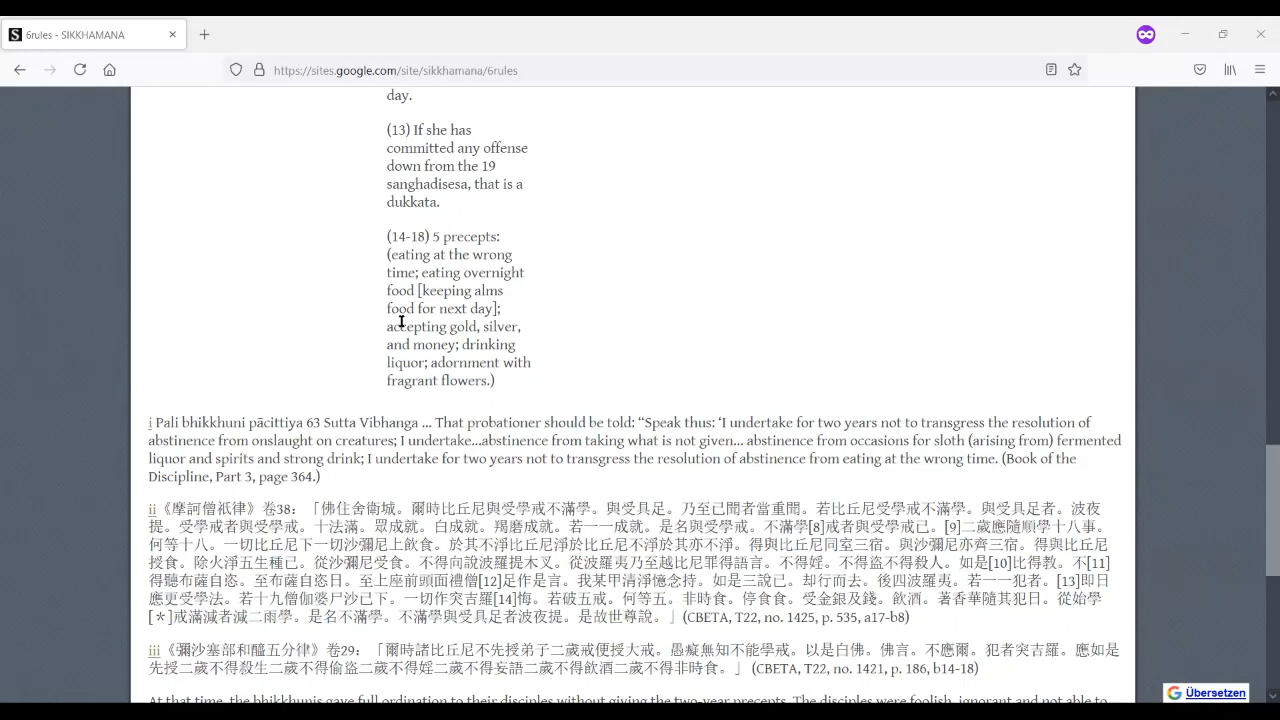 6rules - SIKKHAMANA
https://sites.google.com/site/sikkhamana/6rules
day.
(13) If she has
committed any offense
down from the 19
sanghadisesa, that is a
dukkata.
(14-18) 5 precepts:
(eating at the wrong
time; eating overnight
food [keeping alms
food for next day];
accepting gold, silver,
and money; drinking
liquor; adornment with
fragrant flowers.)
i Pali bhikkhuni pācittiya 63 Sutta Vibhanga ... That probationer should be told: “Speak thus: ‘I undertake for two years not to transgress the resolution of
abstinence from onslaught on creatures; I undertake...abstinence from taking what is not given... abstinence from occasions for sloth (arising from) fermented
liquor and spirits and strong drink; I undertake for two years not to transgress the resolution of abstinence from eating at the wrong time. (Book of the
Discipline, Part 3, page 364.)
ii《摩訶僧祇律》卷38：「佛住舍衛城。爾時比丘尼與受學戒不滿學。與受具足。乃至已聞者當重聞。若比丘尼受學戒不滿學。與受具足者。波夜
提。受學戒者與受學戒。十法滿。眾成就。白成就。羯磨成就。若一一成就。是名與受學戒。不滿學[8]戒者與受學戒已。[9]二歲應隨順學十八事。
何等十八。一切比丘尼下一切沙彌尼上飲食。於其不淨比丘尼淨於比丘尼不淨於其亦不淨。得與比丘尼同室三宿。與沙彌尼亦齊三宿。得與比丘尼
授食。除火淨五生種已。從沙彌尼受食。不得向說波羅提木叉。從波羅夷乃至越比尼罪得語言。不得婬。不得盜不得殺人。如是[10]比得教。不[11]
得聽布薩自恣。至布薩自恣日。至上座前頭面禮僧[12]足作是言。我某甲清淨憶念持。如是三說已。却行而去。後四波羅夷。若一一犯者。[13]即日
應更受學法。若十九僧伽婆尸沙已下。一切作突吉羅[14]悔。若破五戒。何等五。非時食。停食食。受金銀及錢。飲酒。著香華隨其犯日。從始學
[＊]戒滿減者減二雨學。是名不滿學。不滿學與受具足者波夜提。是故世尊說。」(CBETA, T22, no. 1425, p. 535, a17-b8)
iii《彌沙塞部和醯五分律》卷29：「爾時諸比丘尼不先授弟子二歲戒便授大戒。愚癡無知不能學戒。以是白佛。佛言。不應爾。犯者突吉羅。應如是
先授二歲不得殺生二歲不得偷盜二歲不得婬二歲不得妄語二歲不得飲酒二歲不得非時食。」 (CBETA, T22, no. 1421, p. 186, b14-18)
At that time, the bhikkhunis gave full ordination to their disciples without giving the two-year precepts. The disciples were foolish, ignorant and not able to
G Übersetzen